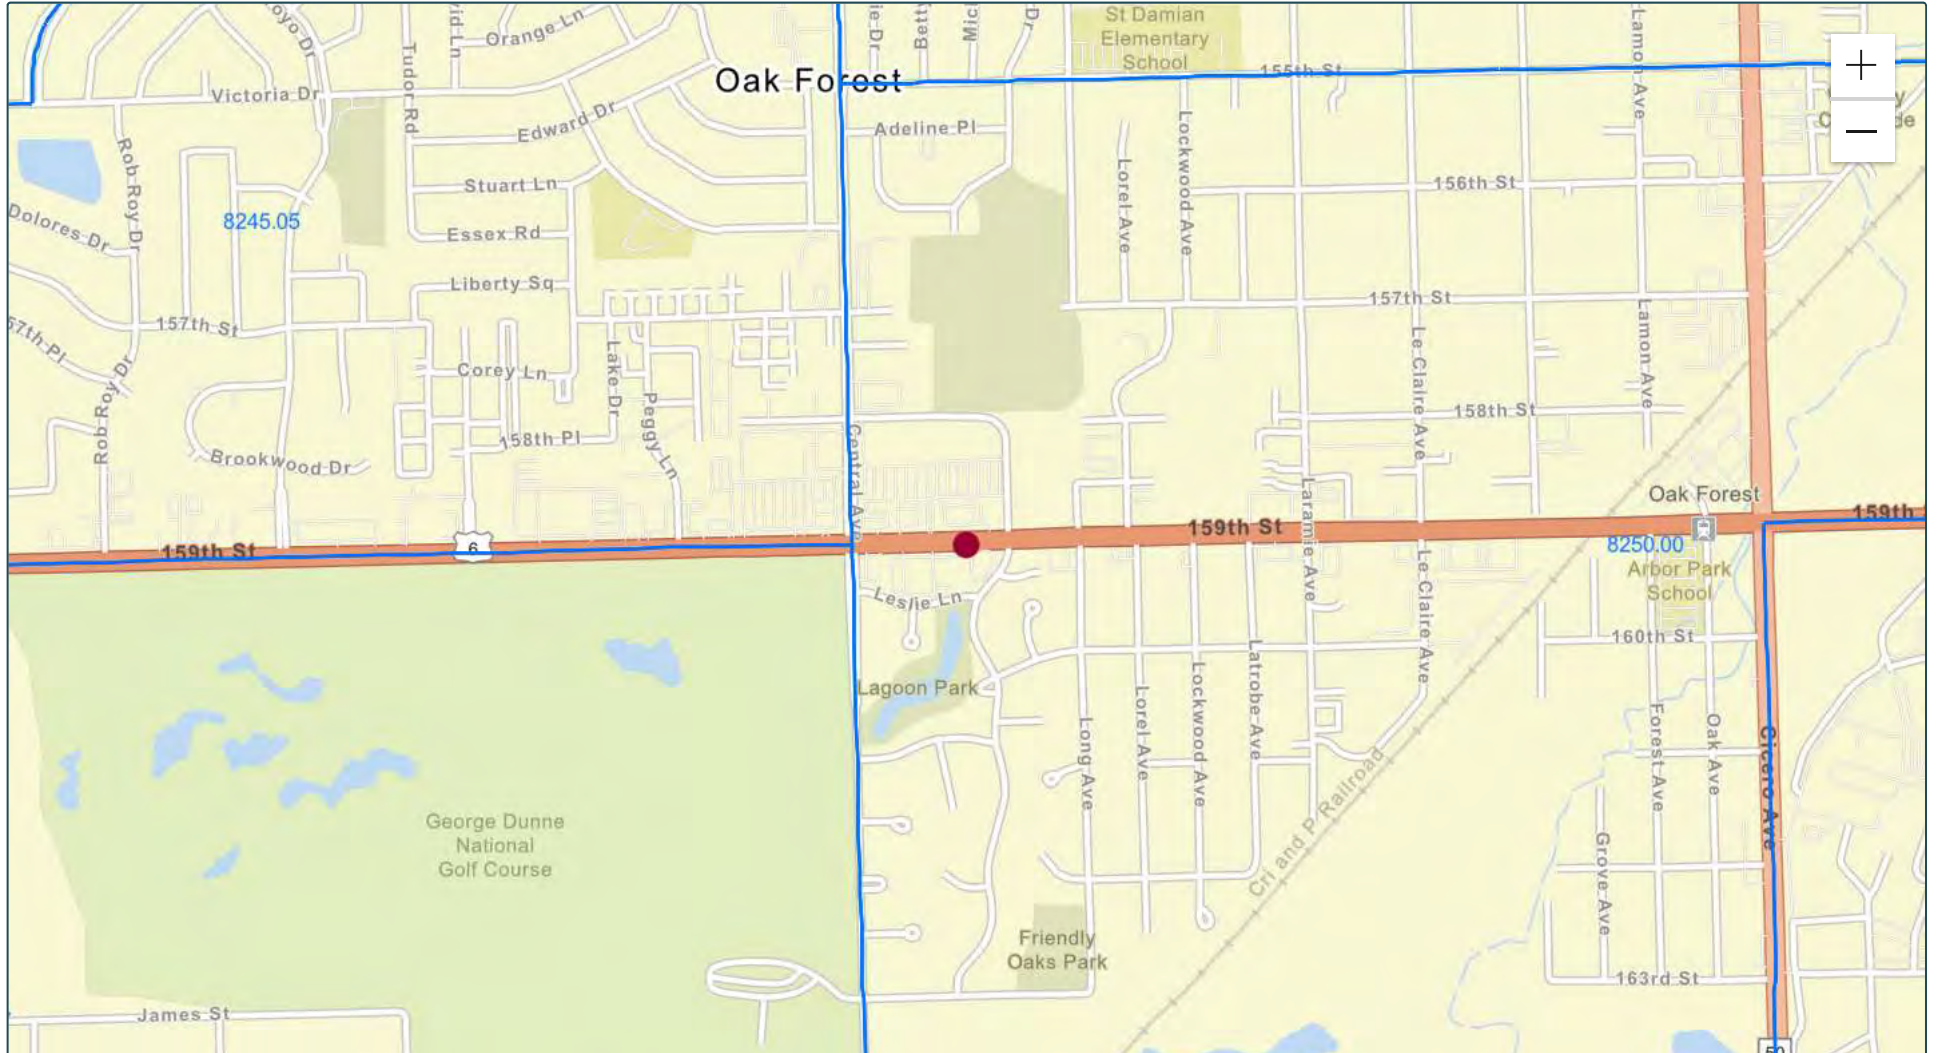 St Damian
Elementary
School
Orange Ln
Oak Forest
155th St
Lamon Ave
Victoria Dr
Tudor Rd
Edward Dr
Adeline Pl
Rob Roy Dr
Stuart Ln
Lorel Ave
Lockwood Ave
156th St
Dolores Dr
8245.05
Essex Rd
Liberty Sq
157th St
157th St
57th Pl
Corey Ln
Lake Dr
Le Claire Ave
Lamon Ave
Rob Roy Dr
Peggy Ln
158th Pl
158th St
Brookwood Dr
Central Ave
Laramie Ave
Oak Forest
159th St
6
159th St
159th
8250.00
Arbor Park
School
Leslie Ln
Le Claire Ave
160th St
Lagoon Park
Long Ave
Lorel Ave
Lockwood Ave
Latrobe Ave
Forest Ave
Oak Ave
Cicero Ave
Cri and P Railroad
George Dunne
National
Golf Course
Grove Ave
Friendly
Oaks Park
163rd St
James St
50